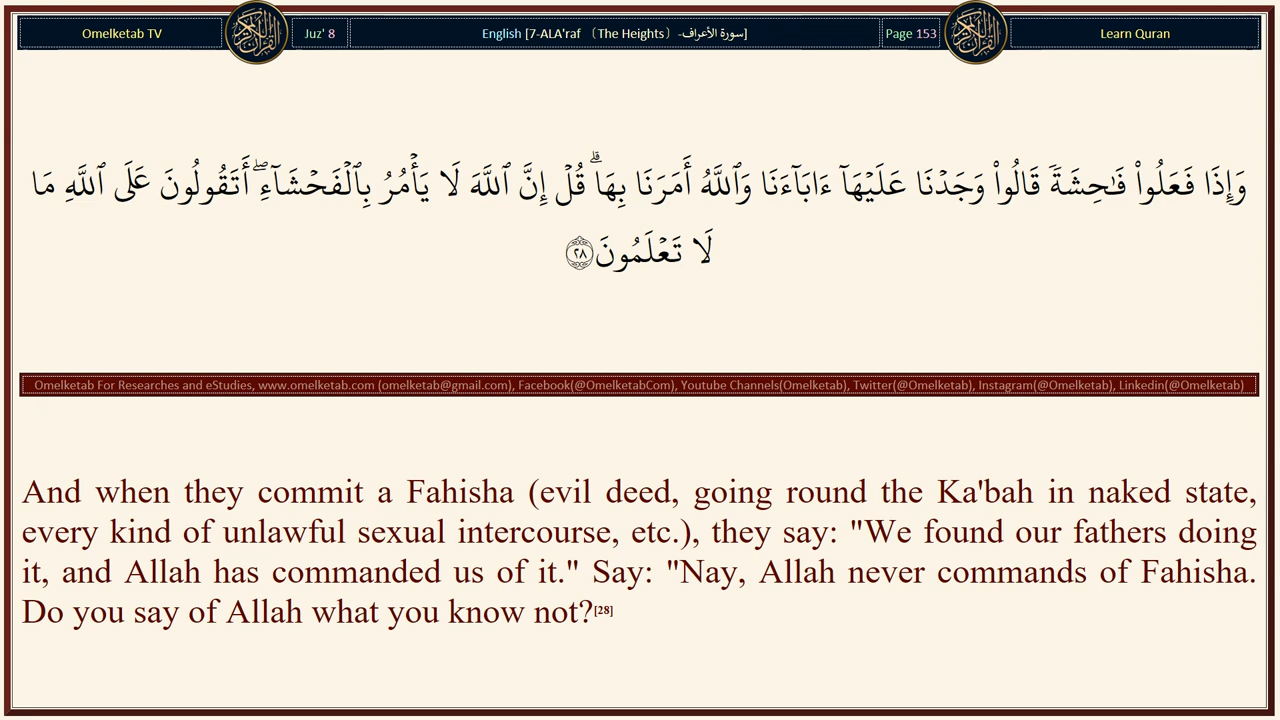 Omelketab TV
Juz' 8
English [7-ALA'raf （The Heights）-سورة الأعراف]
Page 153
Learn Quran
وَإِذَا فَعَلُوا۟ فَـٰحِشَةًۭ قَالُوا۟ وَجَدْنَا عَلَيْهَآ ءَابَآءَنَا وَٱللَّهُ أَمَرَنَا بِهَا ۗ قُلْ إِنَّ ٱللَّهَ لَا يَأْمُرُ بِٱلْفَحْشَآءِ ۖ أَتَقُولُونَ عَلَى ٱللَّهِ مَا
لَا تَعْلَمُونَ ٢٨
Omelketab For Researches and eStudies, www.omelketab.com (omelketab@gmail.com), Facebook(@OmelketabCom), Youtube Channels(Omelketab), Twitter(@Omelketab), Instagram(@Omelketab), Linkedin(@Omelketab)
And when they commit a Fahisha (evil deed, going round the Ka'bah in naked state,
every kind of unlawful sexual intercourse, etc.), they say: "We found our fathers doing
it, and Allah has commanded us of it." Say: "Nay, Allah never commands of Fahisha.
Do you say of Allah what you know not?[28]